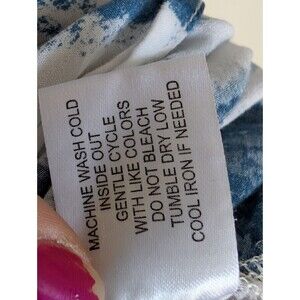 MACHINE WASH COLD
INSIDE OUT
GENTLE CYCLE
WITH LIKE COLORS
DO NOT BLEACH
TUMBLE DRY LOW
COOL IRON IF NEEDED